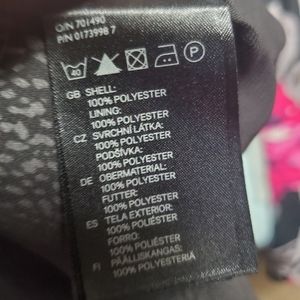 O/N 701490
P/N 0173998 7
40 P
GB SHELL:
100% POLYESTER
LINING:
100% POLYESTER
CZ SVRCHNÍ LÁTKA:
100% POLYESTER
PODŠÍVKA:
100% POLYESTER
DE OBERMATERIAL:
100% POLYESTER
FUTTER:
100% POLYESTER
ES TELA EXTERIOR:
100% POLIÉSTER
FORRO:
100% POLIÉSTER
FI PÄÄLLISKANGAS:
100% POLYESTERIÄ